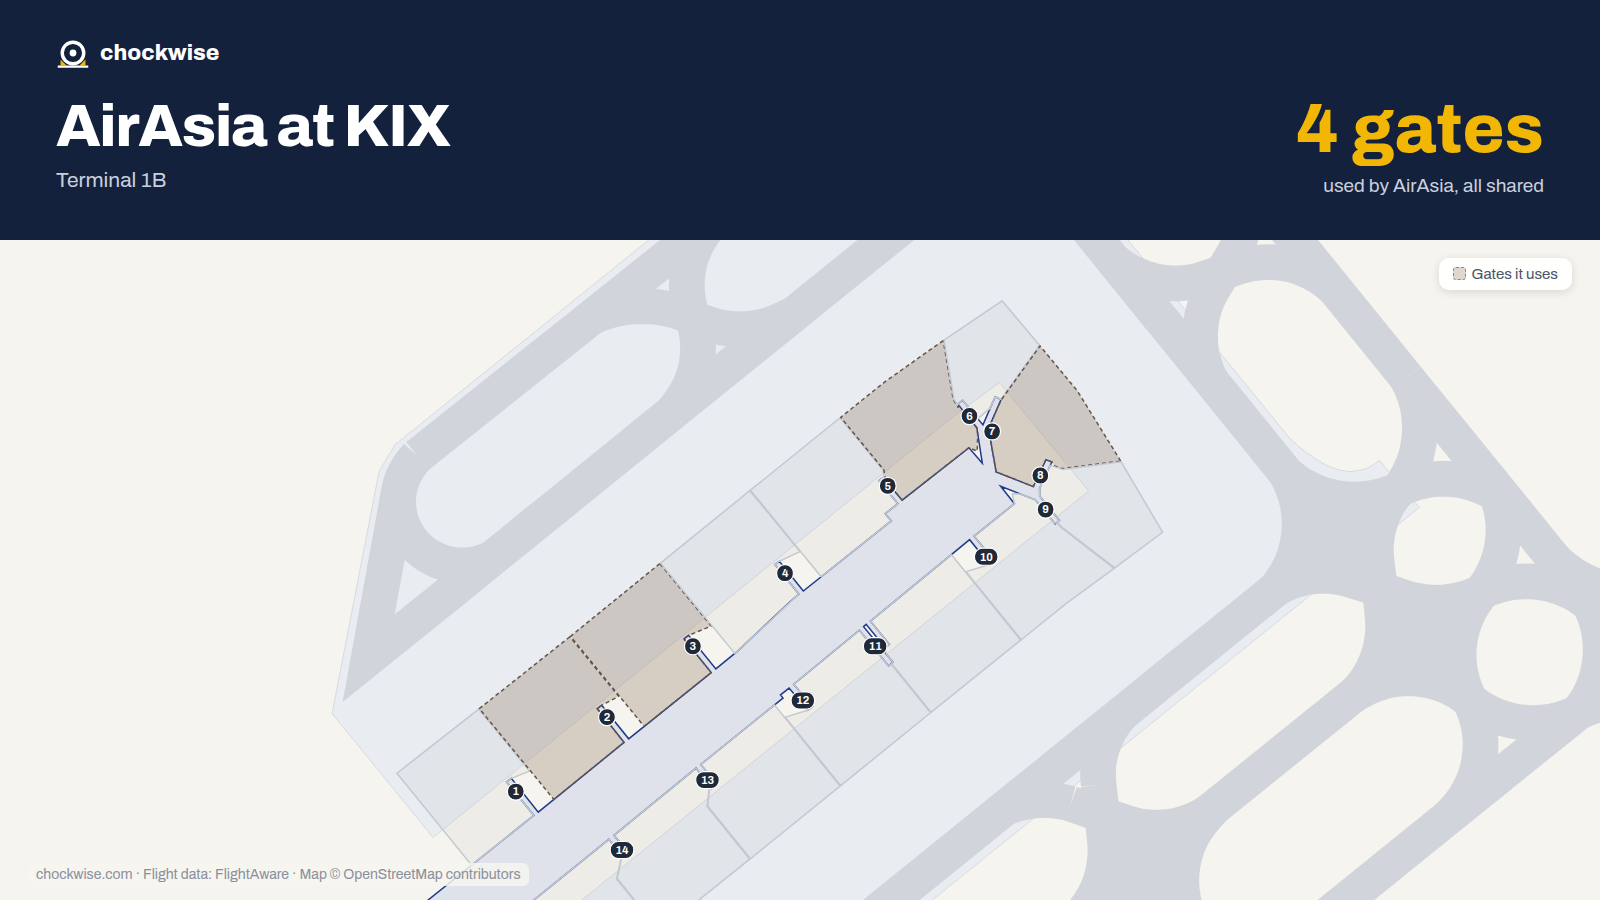 chockwise
AirAsia at KIX
Terminal 1B
4 gates
used by AirAsia, all shared
Gates it uses
6
7
8
5
9
10
4
3
11
2
12
13
1
14
chockwise.com · Flight data: FlightAware · Map © OpenStreetMap contributors